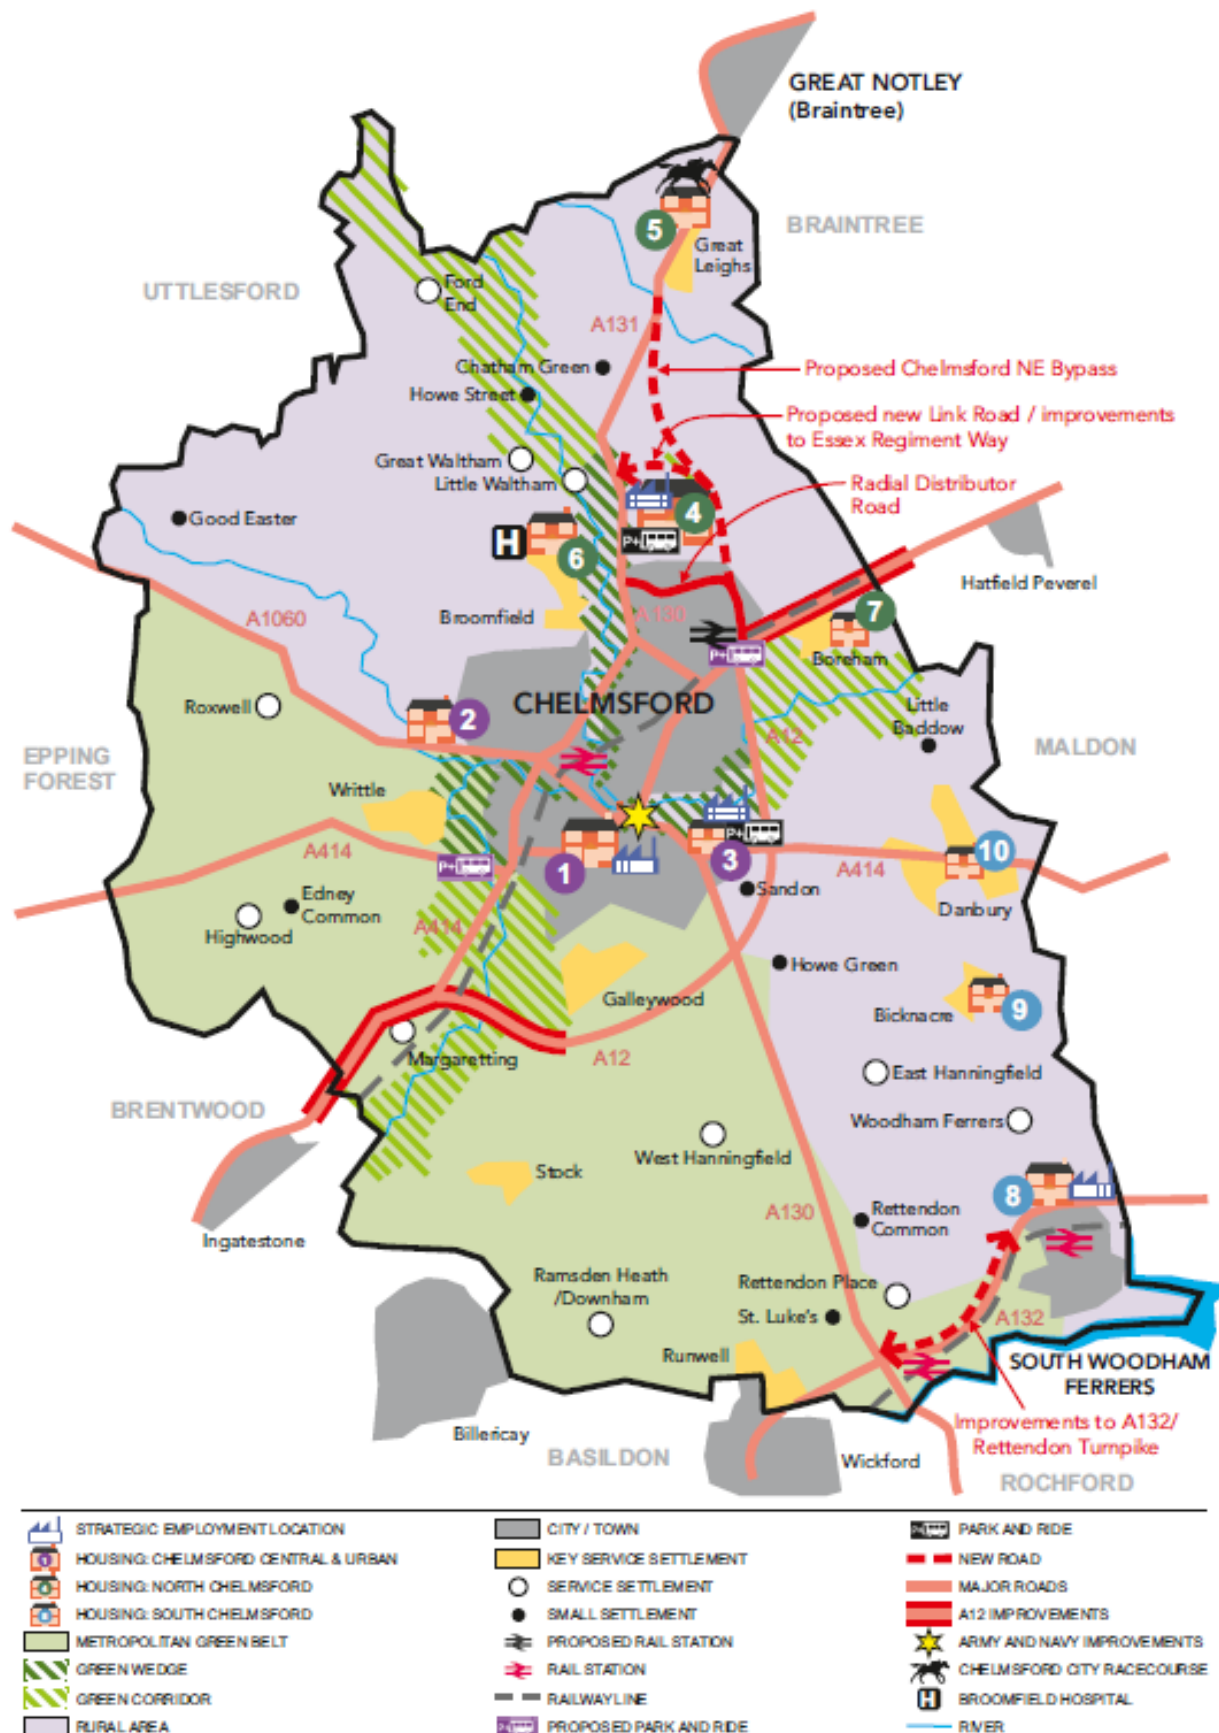 GREAT NOTLEY
(Braintree)
BRAINTREE
5
Great
Leighs
UTTLESFORD
Ford
End
A131
Chatham Green
Proposed Chelmsford NE Bypass
Howe Street
Proposed new Link Road / improvements
to Essex Regiment Way
Great Waltham
Little Waltham
Radial Distributor
Road
4
Good Easter
H
P+
6
Hatfield Peverel
7
A1060
Broomfield
A130
P+
Boreham
Roxwell
2
CHELMSFORD
Little
Baddow
A12
MALDON
EPPING
FOREST
Writtle
P+
10
A414
P+
1
3
A414
Sandon
Danbury
Edney
Common
Highwood
A414
Howe Green
Galleywood
Bicknacre
9
Margaretting
A12
East Hanningfield
BRENTWOOD
Woodham Ferrers
West Hanningfield
Stock
8
A130
Rettendon
Common
Ingatestone
Ramsden Heath
/Downham
Rettendon Place
St. Luke's
A132
Runwell
SOUTH WOODHAM
FERRERS
Improvements to A132/
Rettendon Turnpike
Billericay
BASILDON
Wickford
ROCHFORD
STRATEGIC EMPLOYMENT LOCATION
CITY / TOWN
P+
PARK AND RIDE
1
HOUSING: CHELMSFORD CENTRAL & URBAN
KEY SERVICE SETTLEMENT
NEW ROAD
HOUSING: NORTH CHELMSFORD
SERVICE SETTLEMENT
MAJOR ROADS
HOUSING: SOUTH CHELMSFORD
SMALL SETTLEMENT
A12 IMPROVEMENTS
METROPOLITAN GREEN BELT
PROPOSED RAIL STATION
ARMY AND NAVY IMPROVEMENTS
GREEN WEDGE
RAIL STATION
CHELMSFORD CITY RACECOURSE
GREEN CORRIDOR
RAILWAY LINE
H
BROOMFIELD HOSPITAL
RURAL AREA
P+
PROPOSED PARK AND RIDE
RIVER